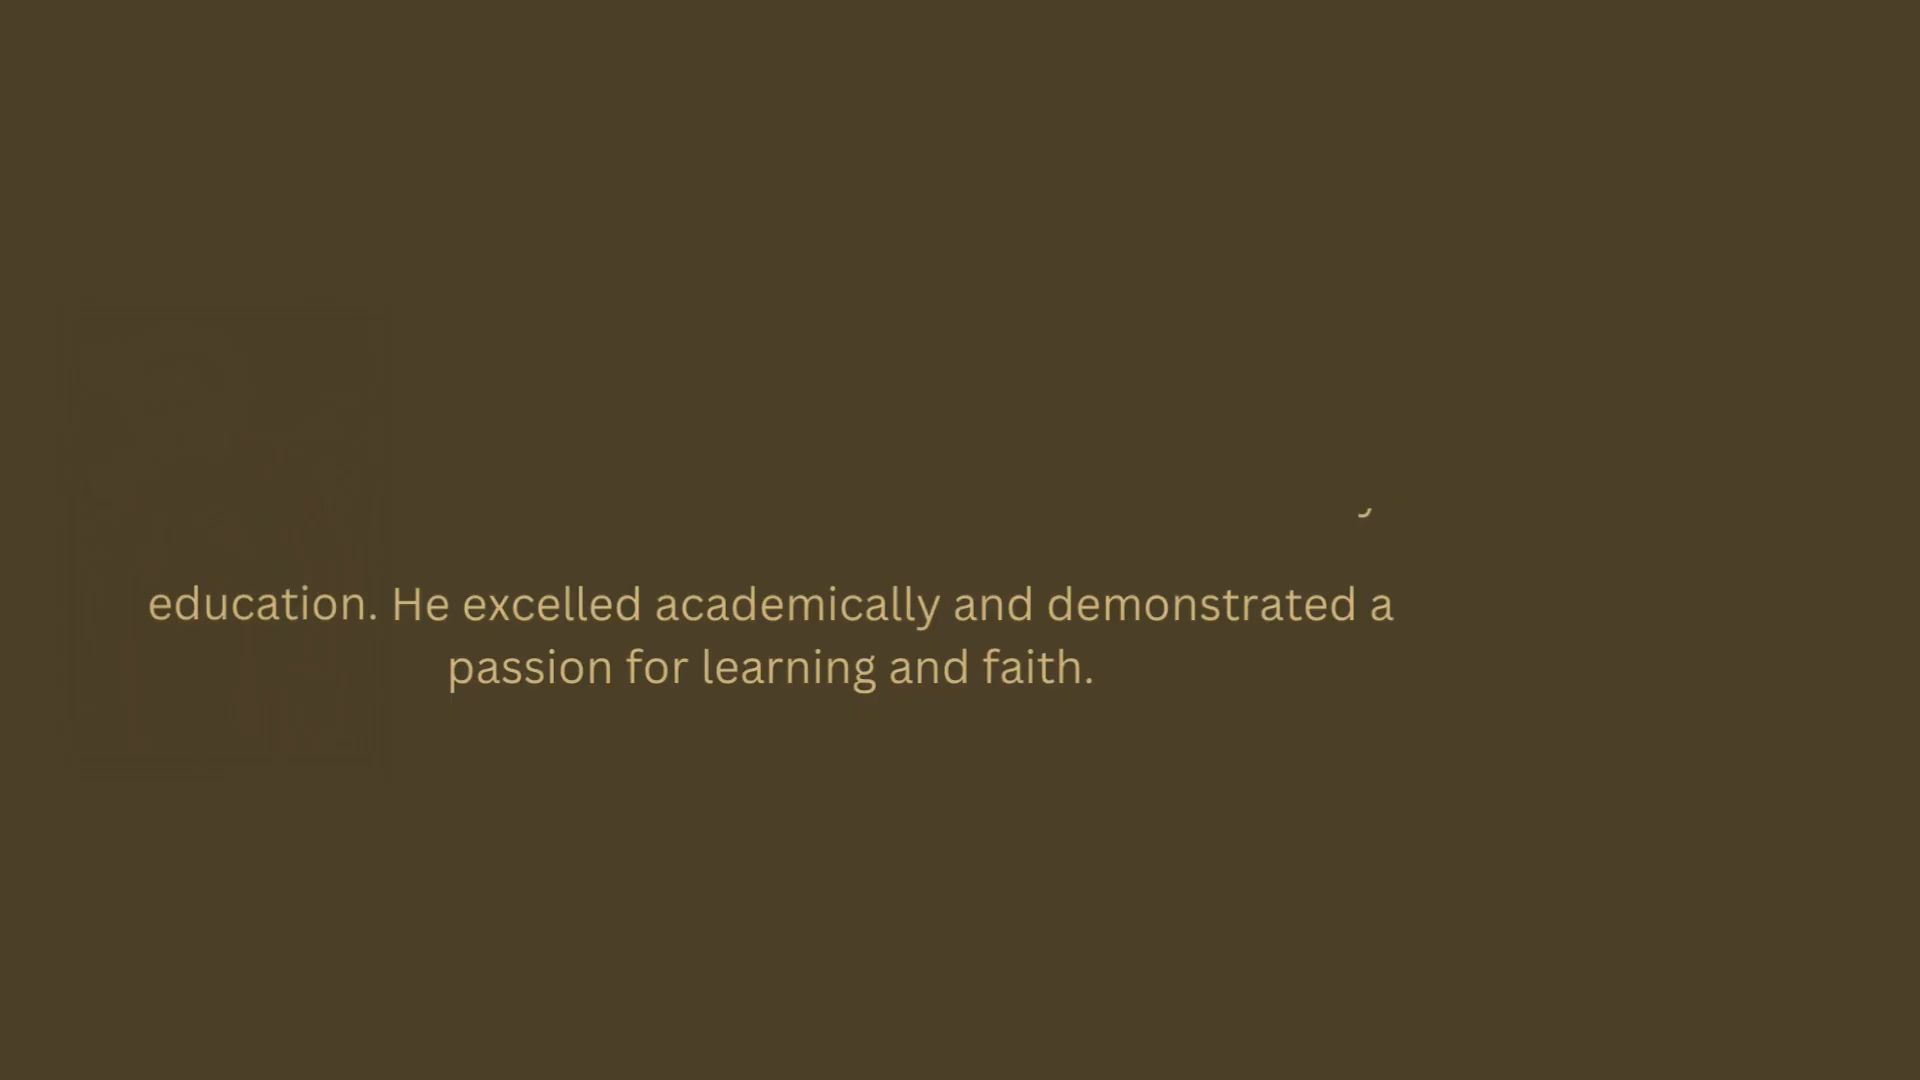 education. He excelled academically and demonstrated a
passion for learning and faith.